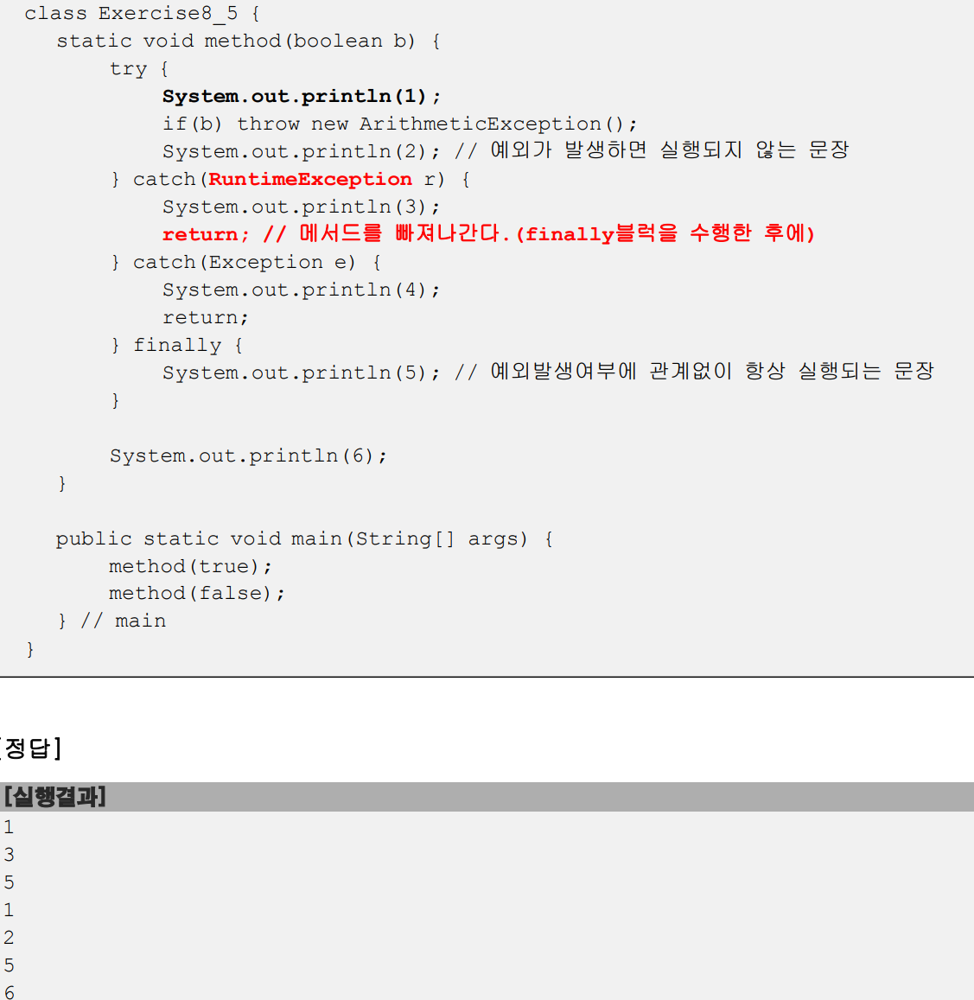 class Exercise8_5 {
static void method(boolean b) {
try {
System.out.println(1);
if(b) throw new ArithmeticException();
System.out.println(2); // 예외가 발생하면 실행되지 않는 문장
} catch(RuntimeException r) {
System.out.println(3);
return; // 메서드를 빠져나간다.(finally블럭을 수행한 후에)
} catch(Exception e) {
System.out.println(4);
return;
} finally {
System.out.println(5); // 예외발생여부에 관계없이 항상 실행되는 문장
}
System.out.println(6);
}
public static void main(String[] args) {
method(true);
method(false);
} // main
}
[정답]
[실행결과]
1
3
5
1
2
5
6